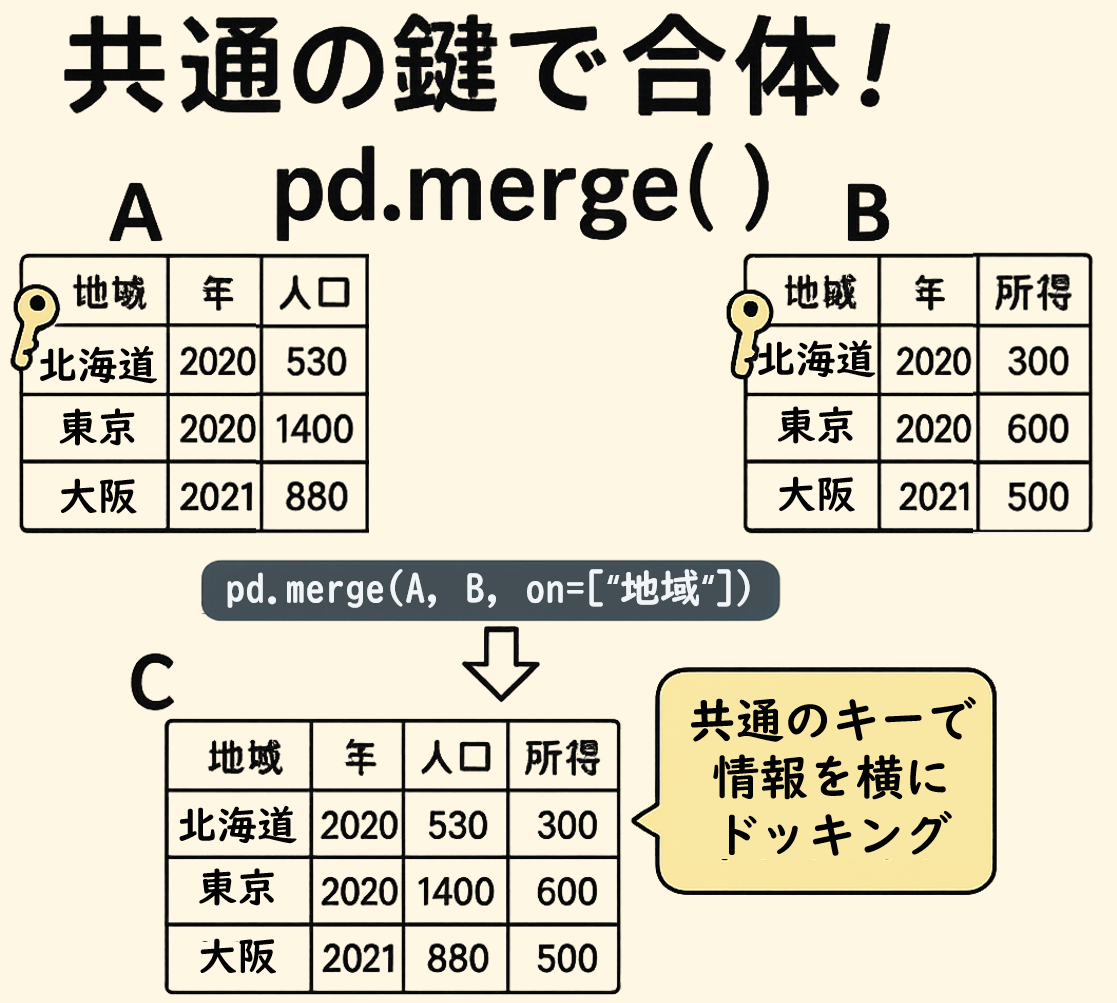 共通の鍵で合体!
pd.merge( )
A
地域 年 人口
北海道 2020 530
東京 2020 1400
大阪 2021 880
B
地域 年 所得
北海道 2020 300
東京 2020 600
大阪 2021 500
pd.merge(A, B, on=["地域"])
C
地域 年 人口 所得
北海道 2020 530 300
東京 2020 1400 600
大阪 2021 880 500
共通のキーで
情報を横に
ドッキング